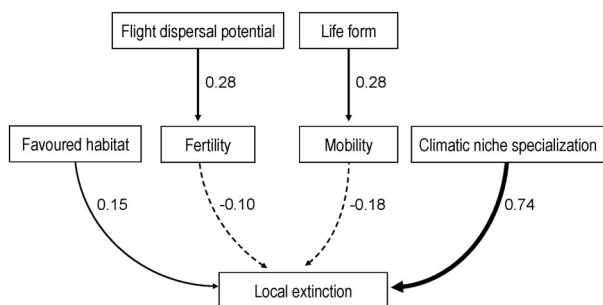 Flight dispersal potential
Life form
0.28
0.28
Favoured habitat
Fertility
Mobility
Climatic niche specialization
0.15
-0.10
-0.18
0.74
Local extinction